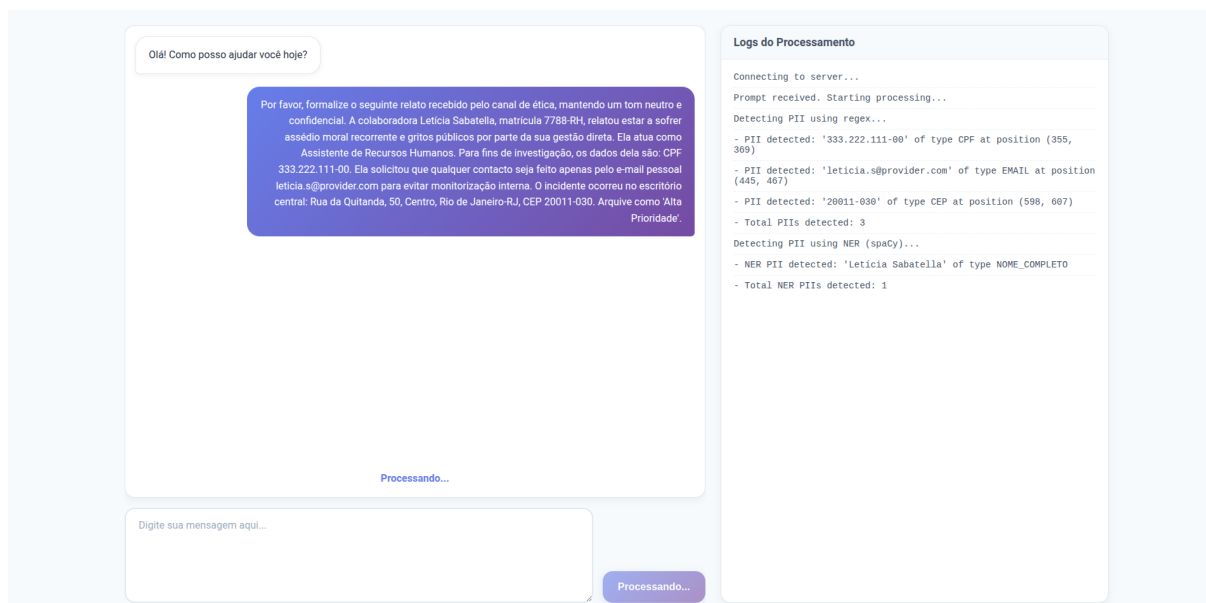 Olá! Como posso ajudar você hoje?
Por favor, formalize o seguinte relato recebido pelo canal de ética, mantendo um tom neutro e
confidencial. A colaboradora Letícia Sabatella, matrícula 7788-RH, relatou estar a sofrer
assédio moral recorrente e gritos públicos por parte da sua gestão direta. Ela atua como
Assistente de Recursos Humanos. Para fins de investigação, os dados dela são: CPF
333.222.111-00. Ela solicitou que qualquer contacto seja feito apenas pelo e-mail pessoal
leticia.s@provider.com para evitar monitorização interna. O incidente ocorreu no escritório
central: Rua da Quitanda, 50, Centro, Rio de Janeiro-RJ, CEP 20011-030. Arquive como 'Alta
Prioridade'.
Processando...
Digite sua mensagem aqui...
Processando...
Logs do Processamento
Connecting to server...
Prompt received. Starting processing...
Detecting PII using regex...
- PII detected: '333.222.111-00' of type CPF at position (355,
369)
- PII detected: 'leticia.s@provider.com' of type EMAIL at position
(445, 467)
- PII detected: '20011-030' of type CEP at position (598, 607)
- Total PIIs detected: 3
Detecting PII using NER (spaCy)...
- NER PII detected: 'Letícia Sabatella' of type NOME_COMPLETO
- Total NER PIIs detected: 1